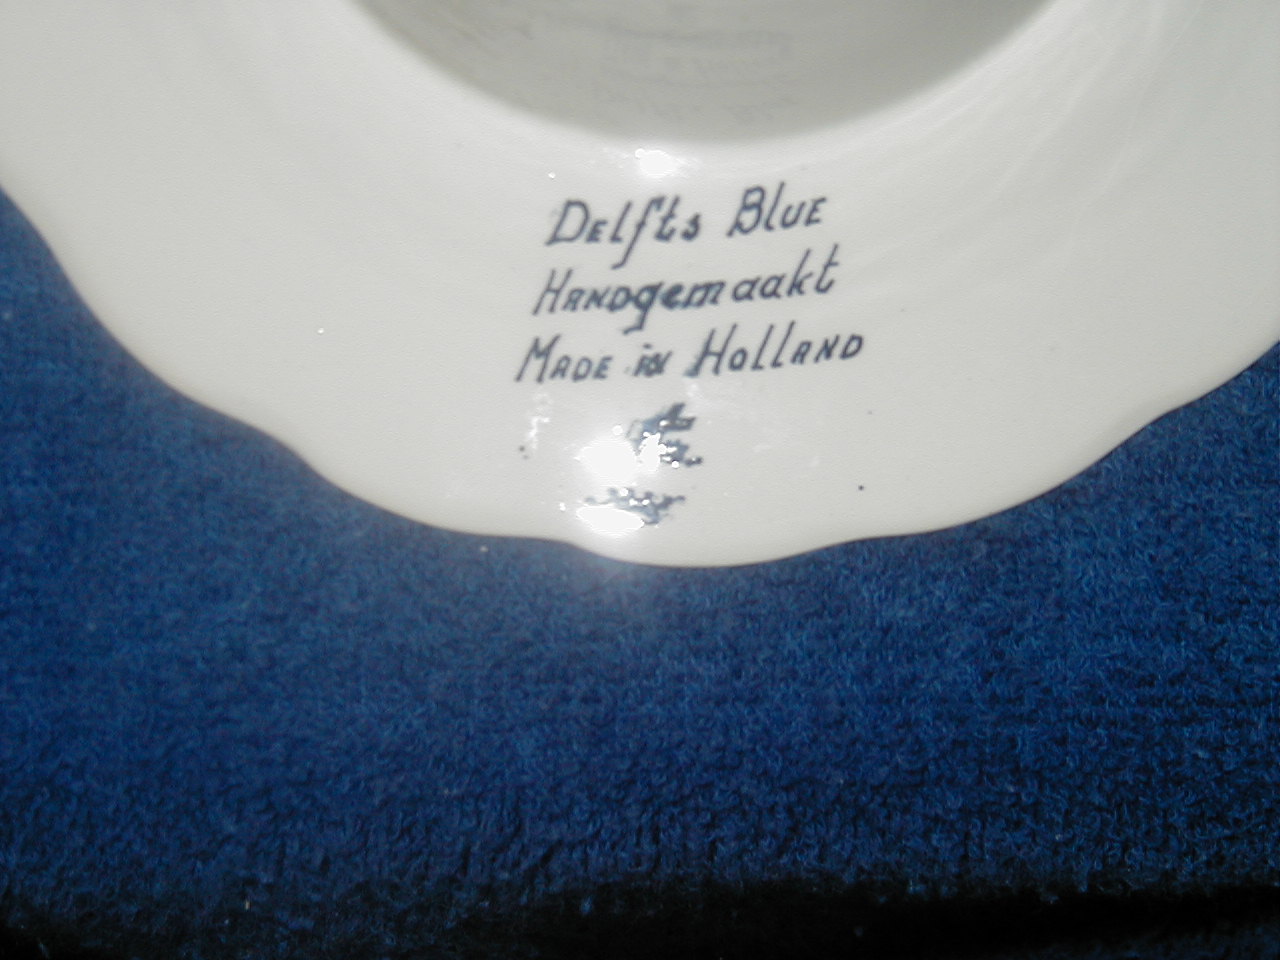 Delfts Blue
Handgemaakt
Made in Holland